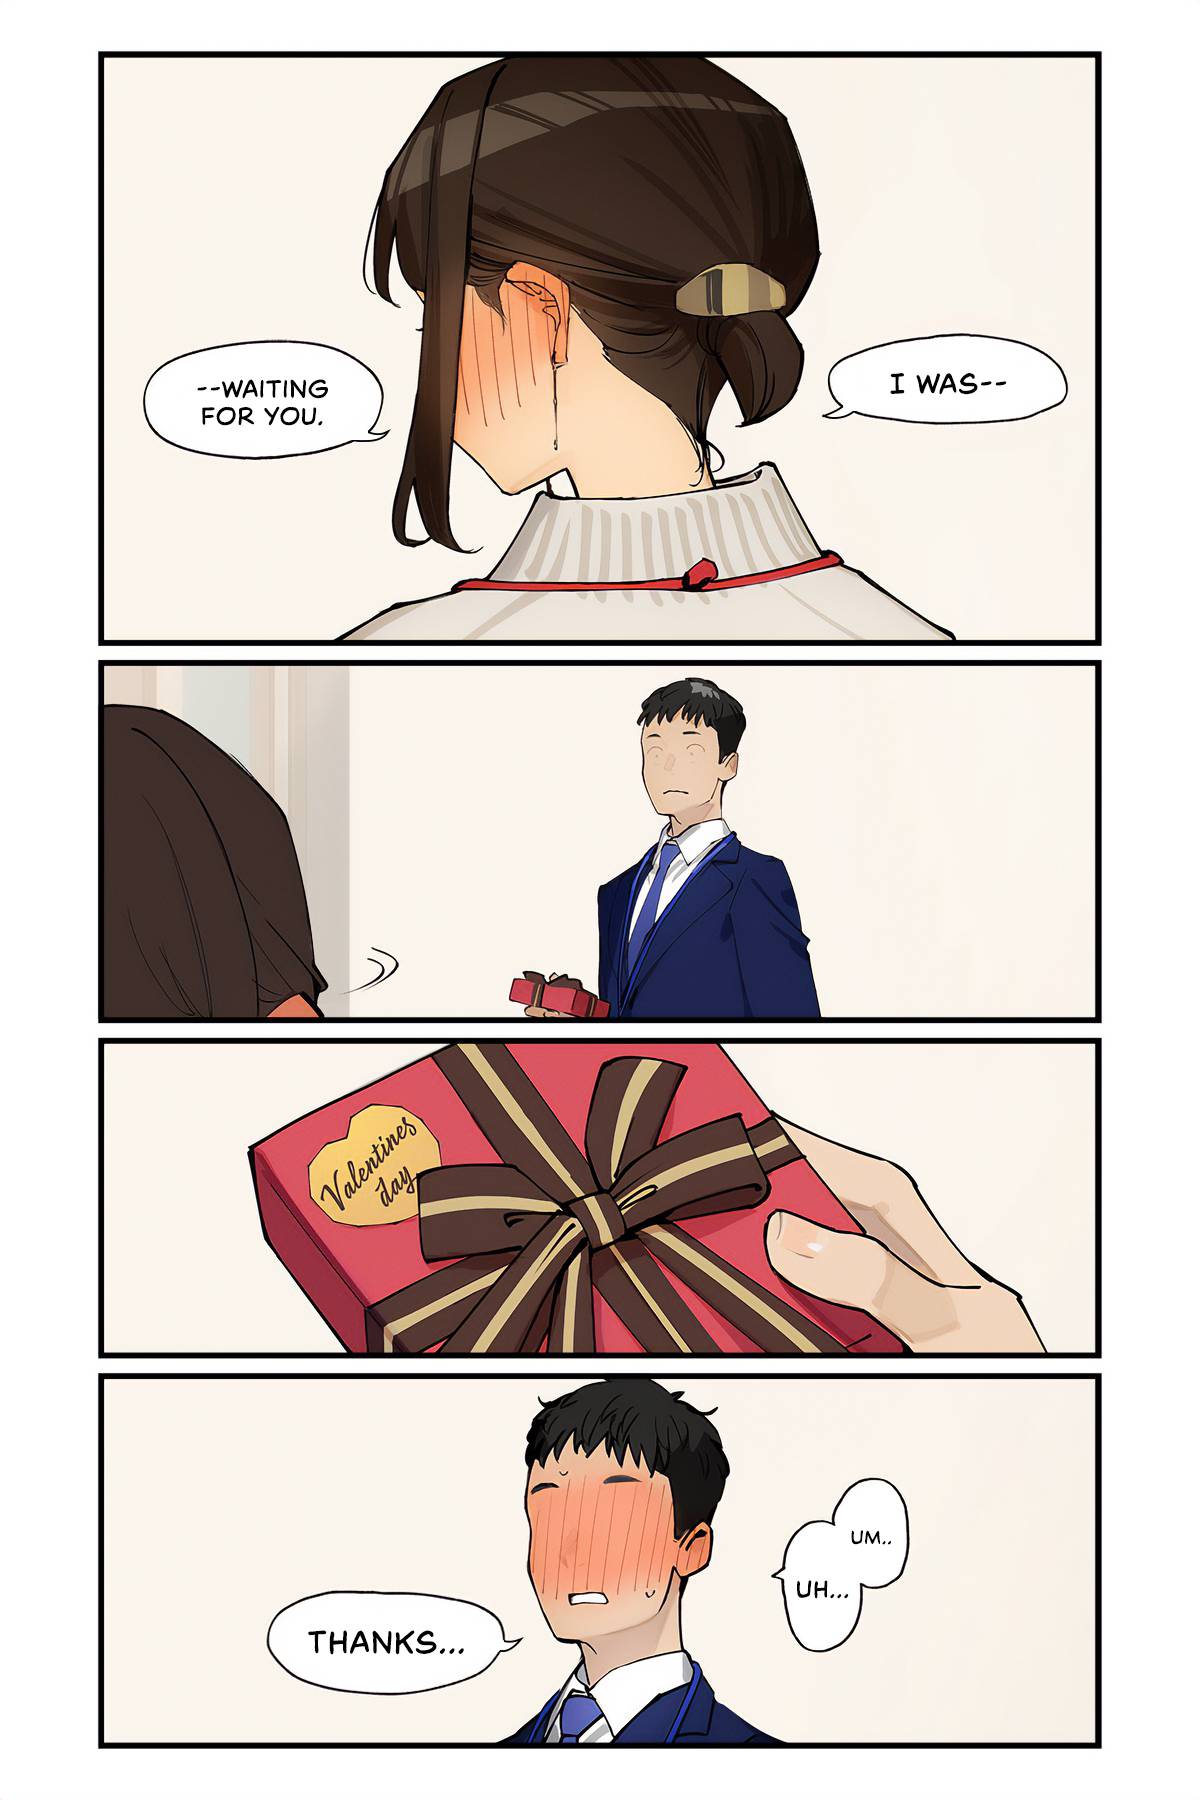 I WAS--
--WAITING
FOR YOU.
Valentines
day
UM..
UH...
THANKS...